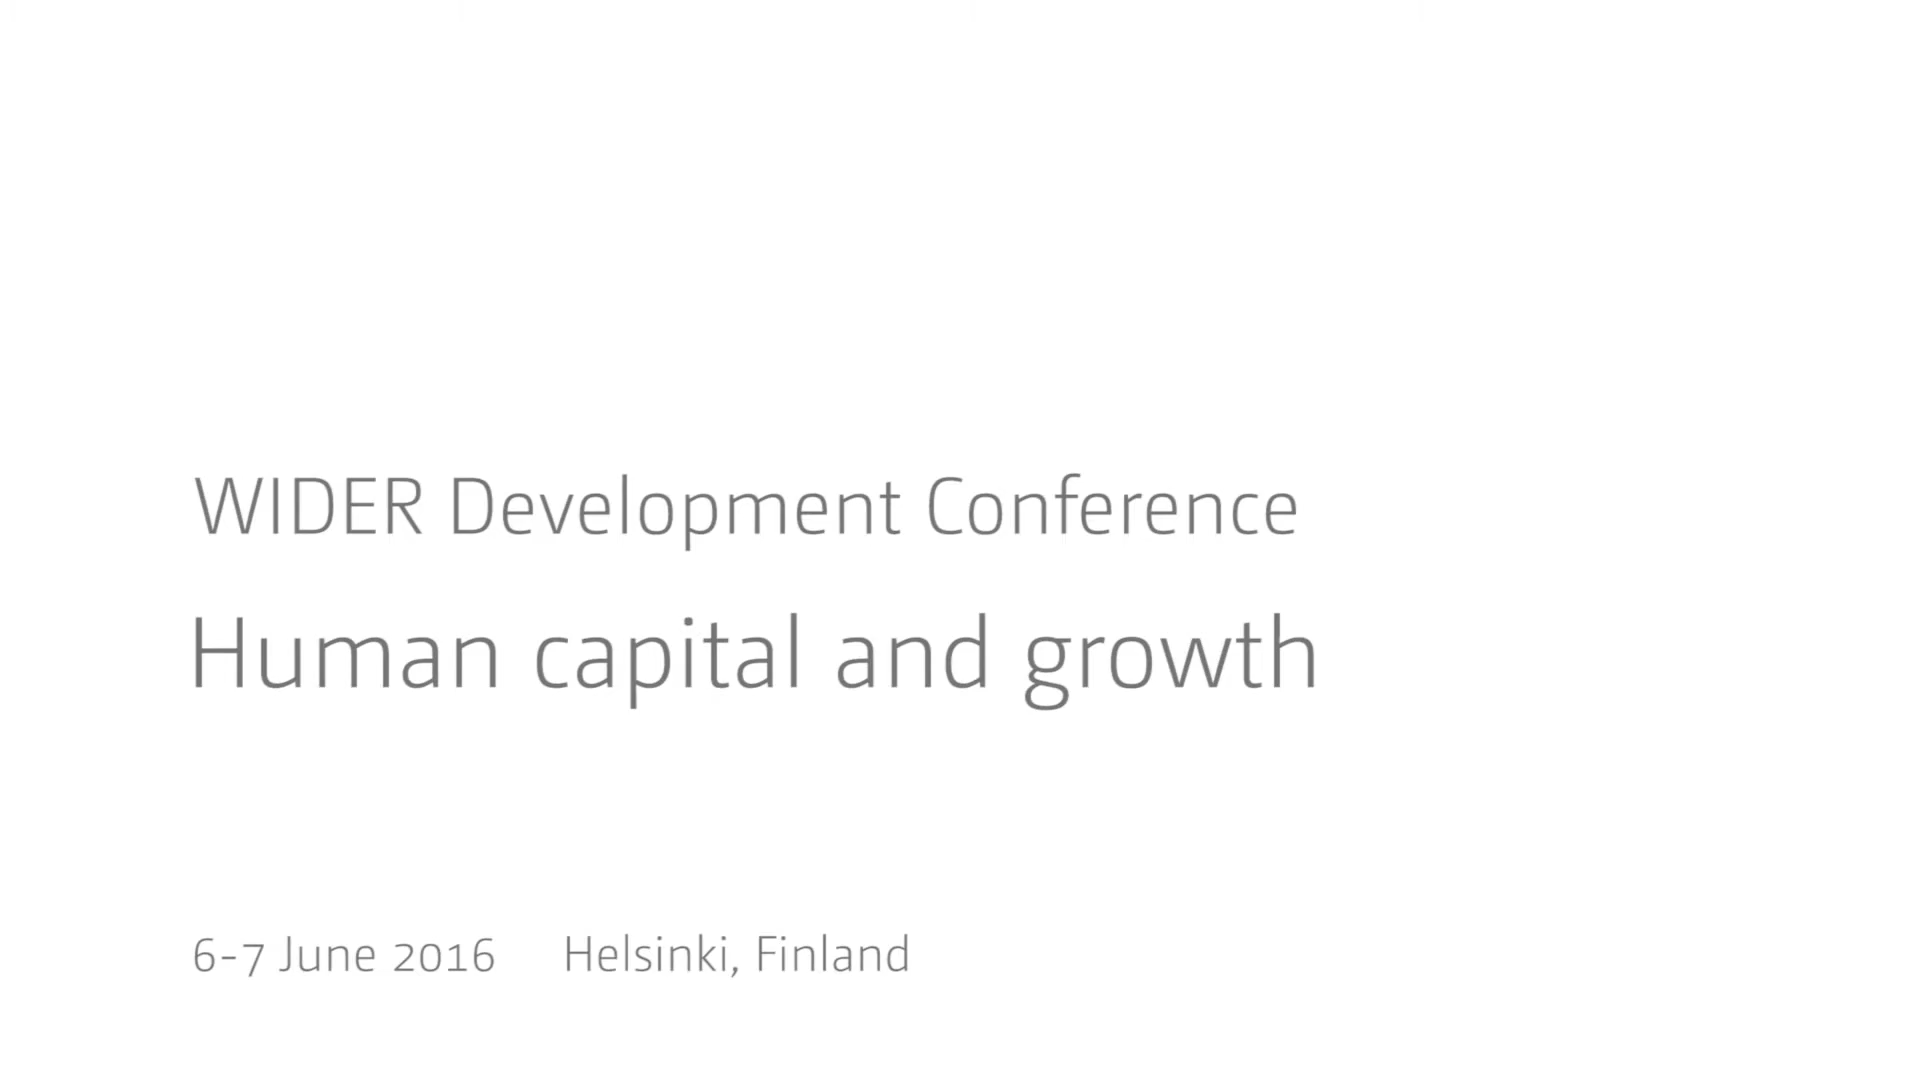 WIDER Development Conference
Human capital and growth
6-7 June 2016 Helsinki, Finland